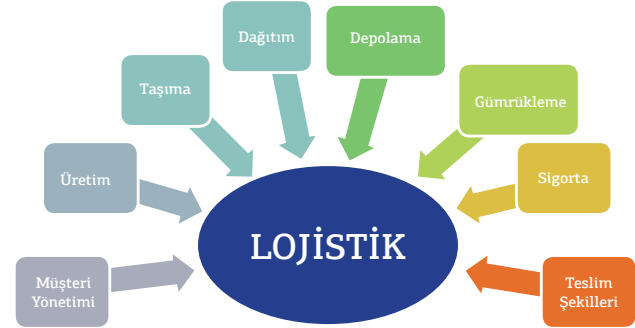 Dağıtım
Depolama
Taşıma
Gümrükleme
Üretim
Sigorta
LOJİSTİK
Müşteri
Yönetimi
Teslim
Şekilleri